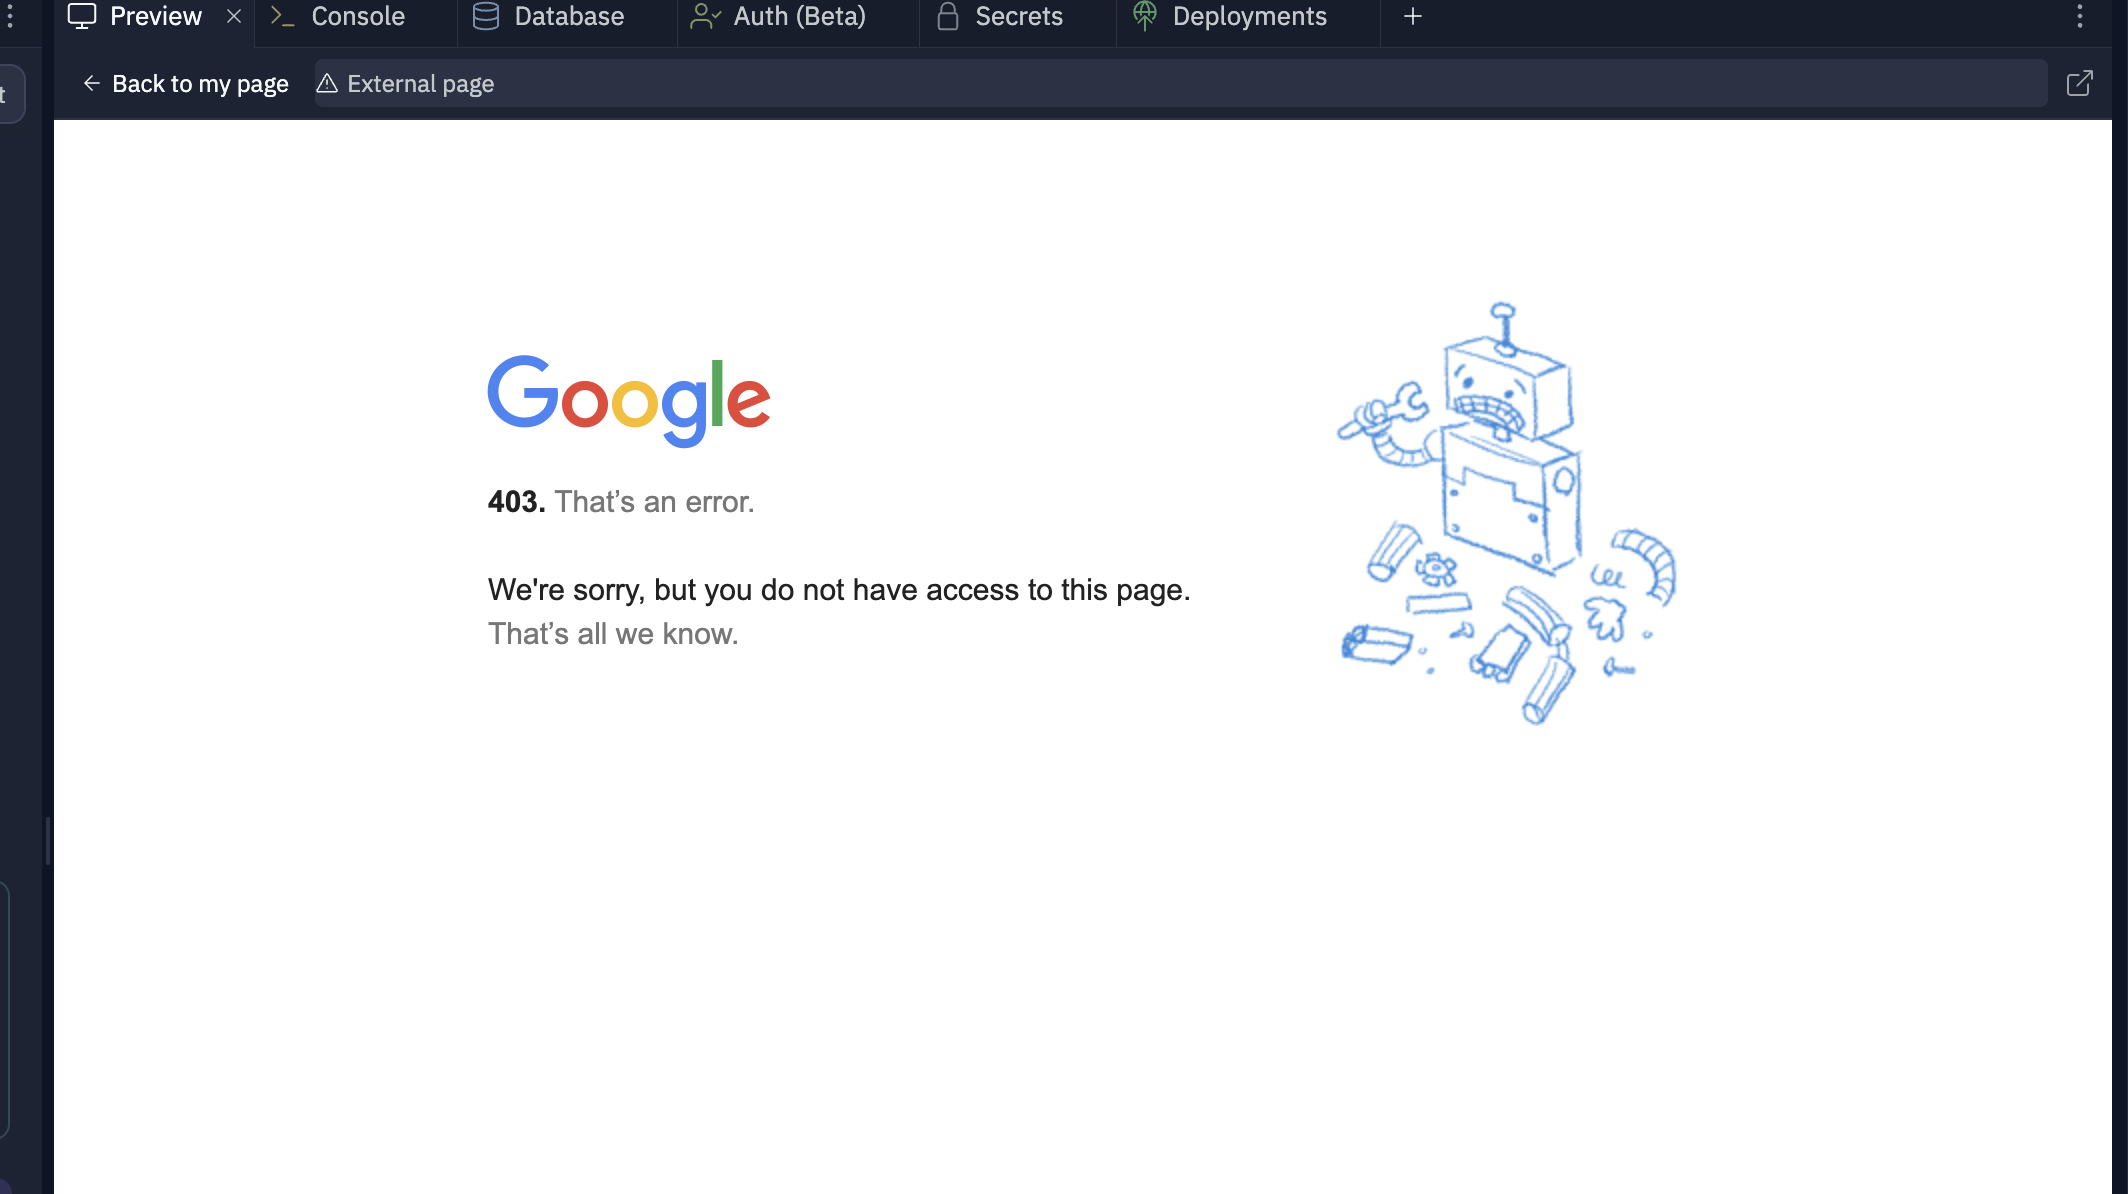 Preview
Console
Database
Auth (Beta)
Secrets
Deployments
t
Back to my page
External page
Google
403. That’s an error.
We're sorry, but you do not have access to this page.
That’s all we know.